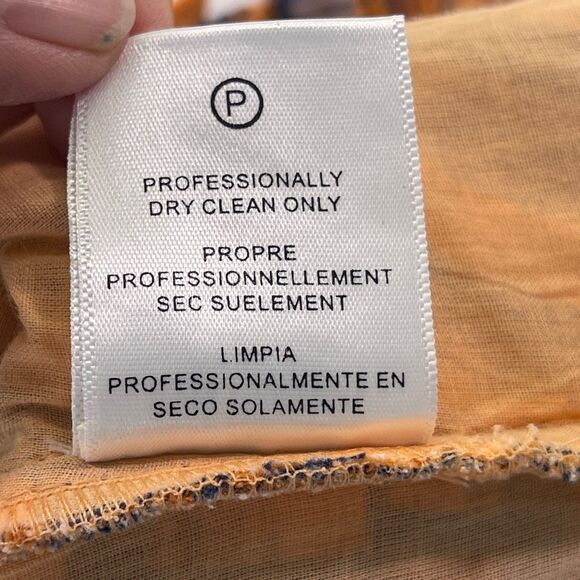 P
PROFESSIONALLY
DRY CLEAN ONLY
PROPRE
PROFESSIONNELLEMENT
SEC SUELEMENT
LIMPIA
PROFESSIONALMENTE EN
SECO SOLAMENTE